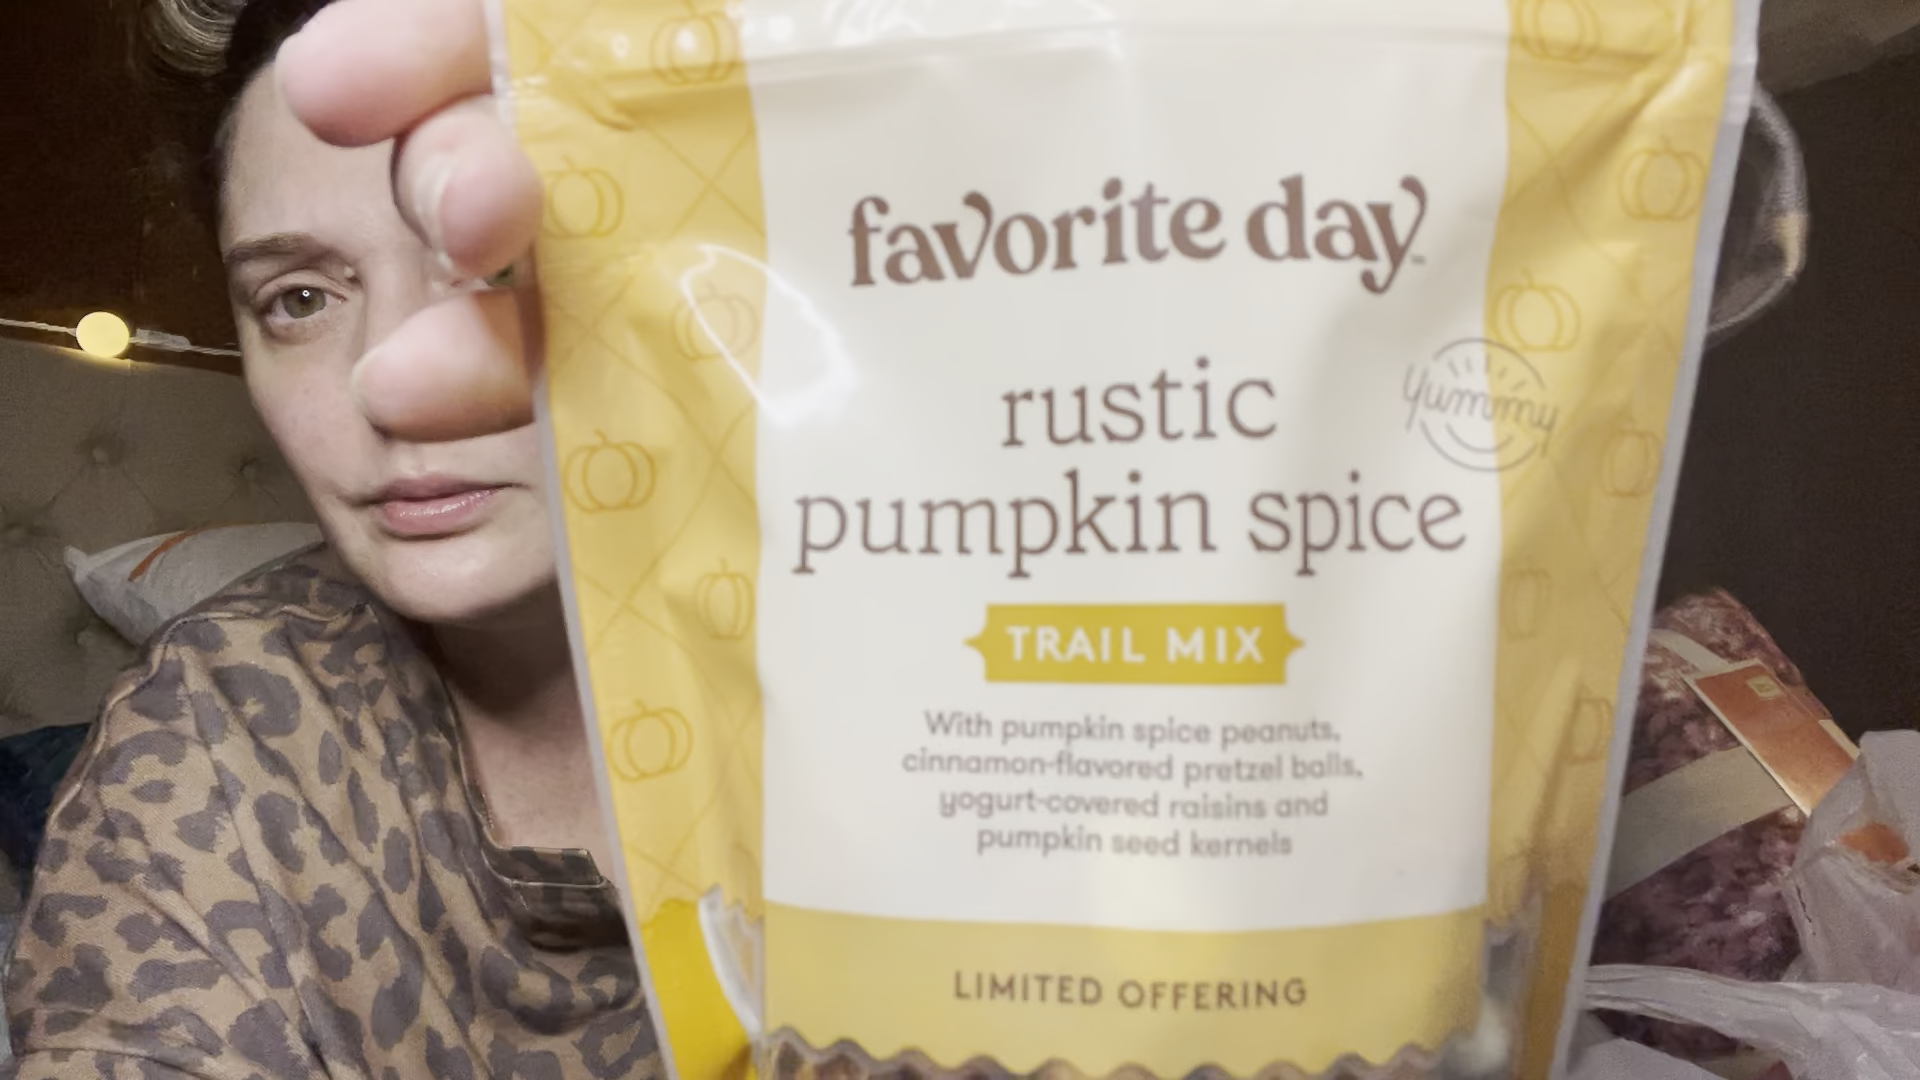 favorite day
rustic
yummy
pumpkin spice
TRAIL MIX
With pumpkin spice peanuts,
cinnamon-flavored pretzel balls,
yogurt-covered raisins and
pumpkin seed kernels
LIMITED OFFERING